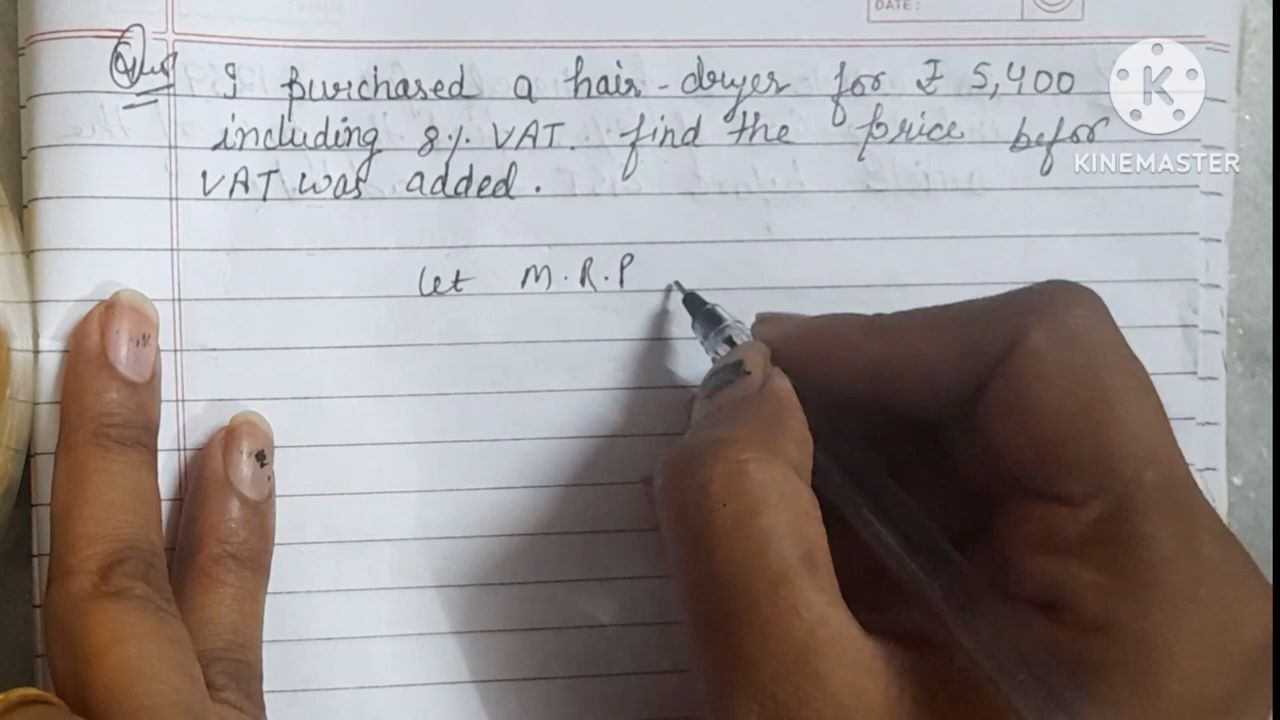 DATE:
Ques I purchased a hair-dryer for ₹ 5,400
including 8%. VAT. find the price befor
VAT was added.
Let M.R.P
K
KINEMASTER